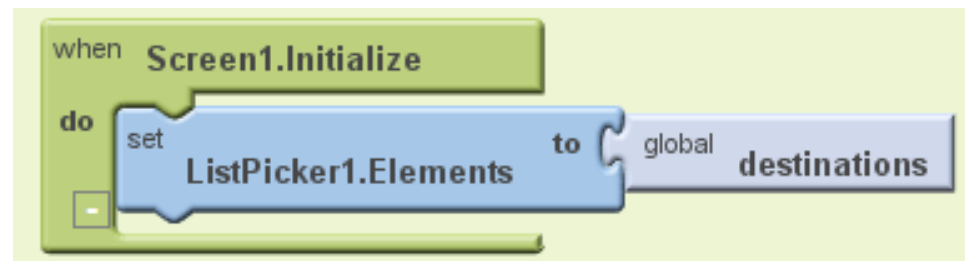 when Screen1.Initialize
do
set
ListPicker1.Elements
to
global
destinations
-